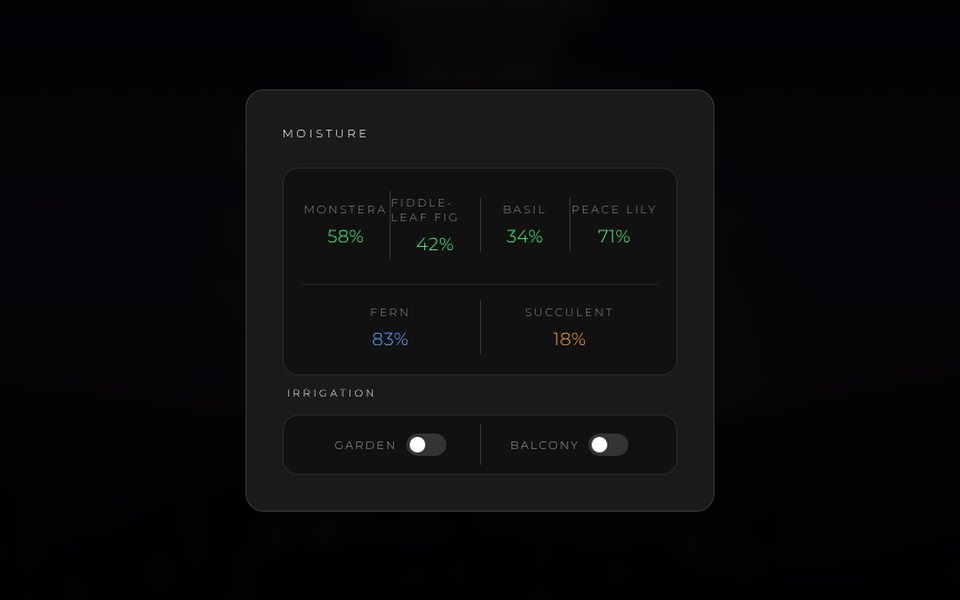 MOISTURE
MONSTERA
58%
FIDDLE-
LEAF FIG
42%
BASIL
34%
PEACE LILY
71%
FERN
83%
SUCCULENT
18%
IRRIGATION
GARDEN
BALCONY